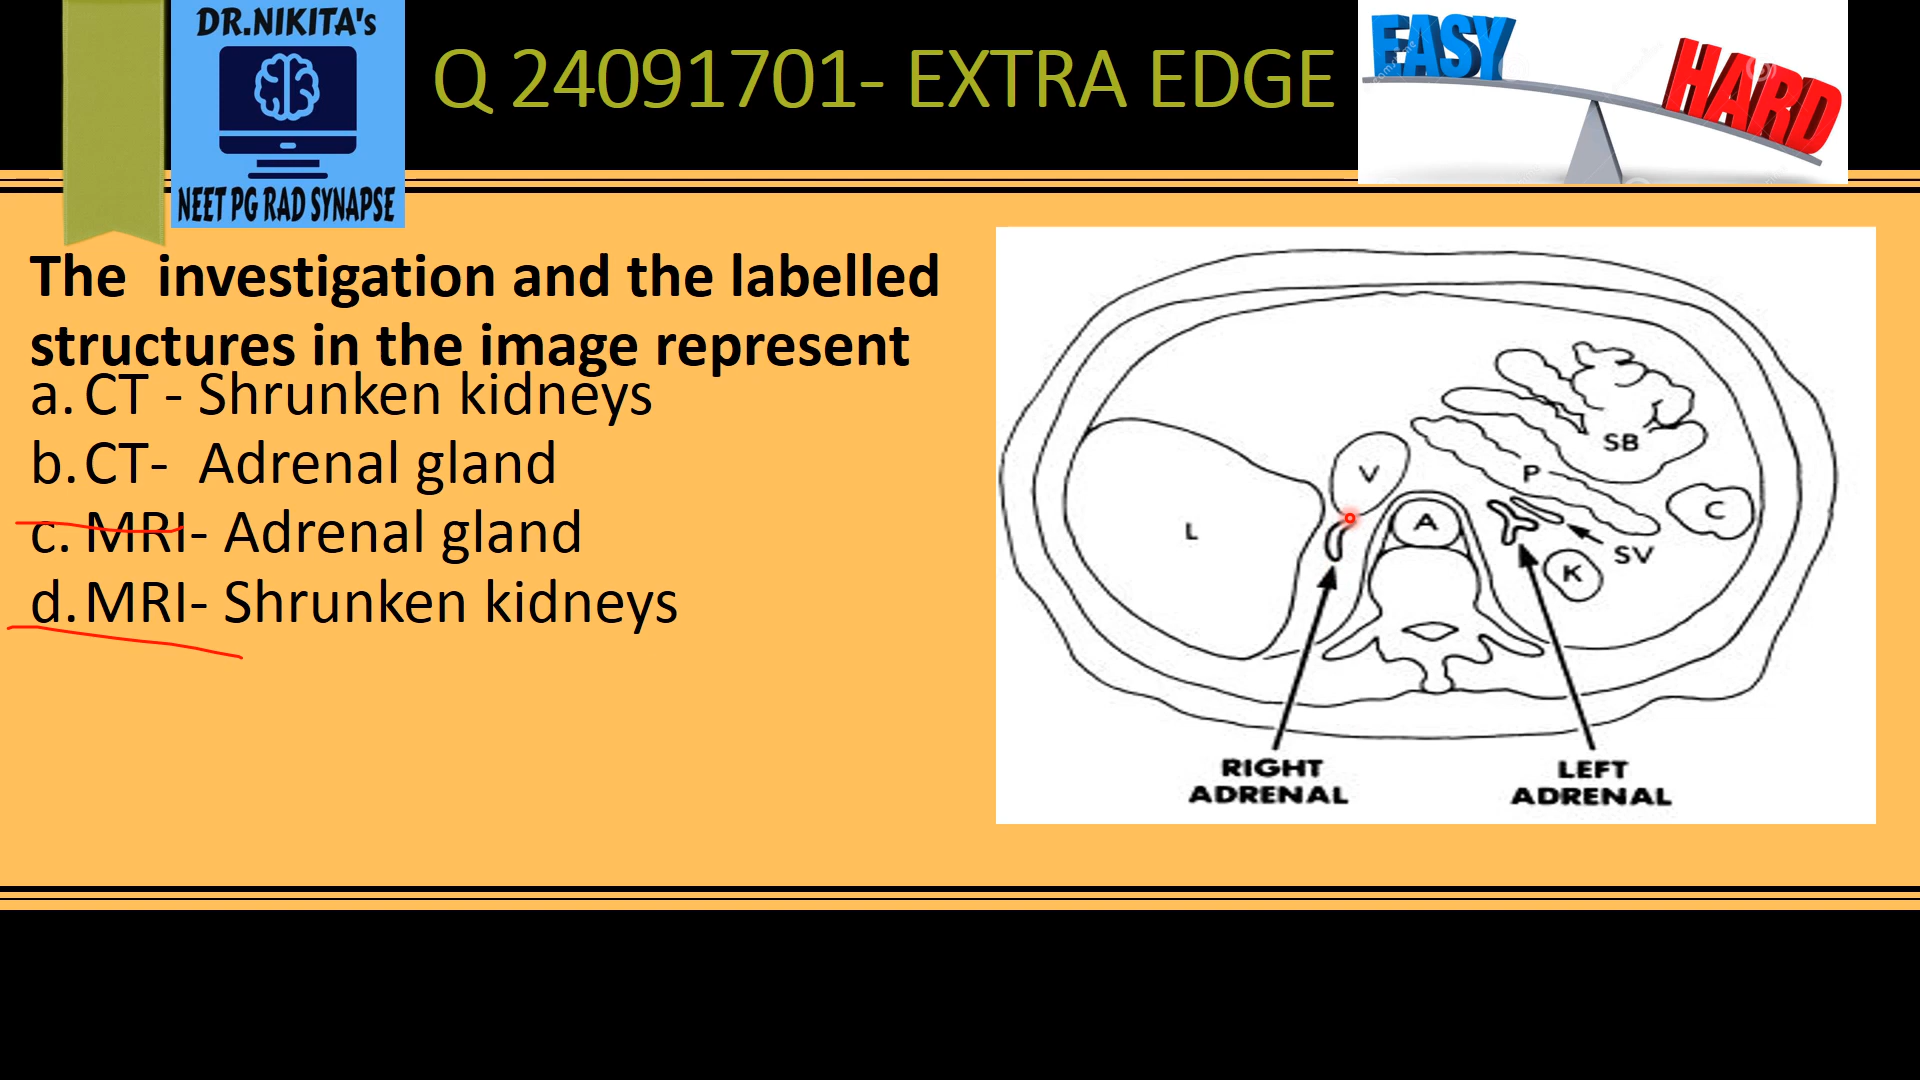 DR.NIKITA's
NEET PG RAD SYNAPSE
Q 24091701- EXTRA EDGE
EASY
HARD
The investigation and the labelled
structures in the image represent
a. CT - Shrunken kidneys
b. CT- Adrenal gland
c. MRI- Adrenal gland
d. MRI- Shrunken kidneys
SB
V
P
L
A
C
SV
K
RIGHT
ADRENAL
LEFT
ADRENAL